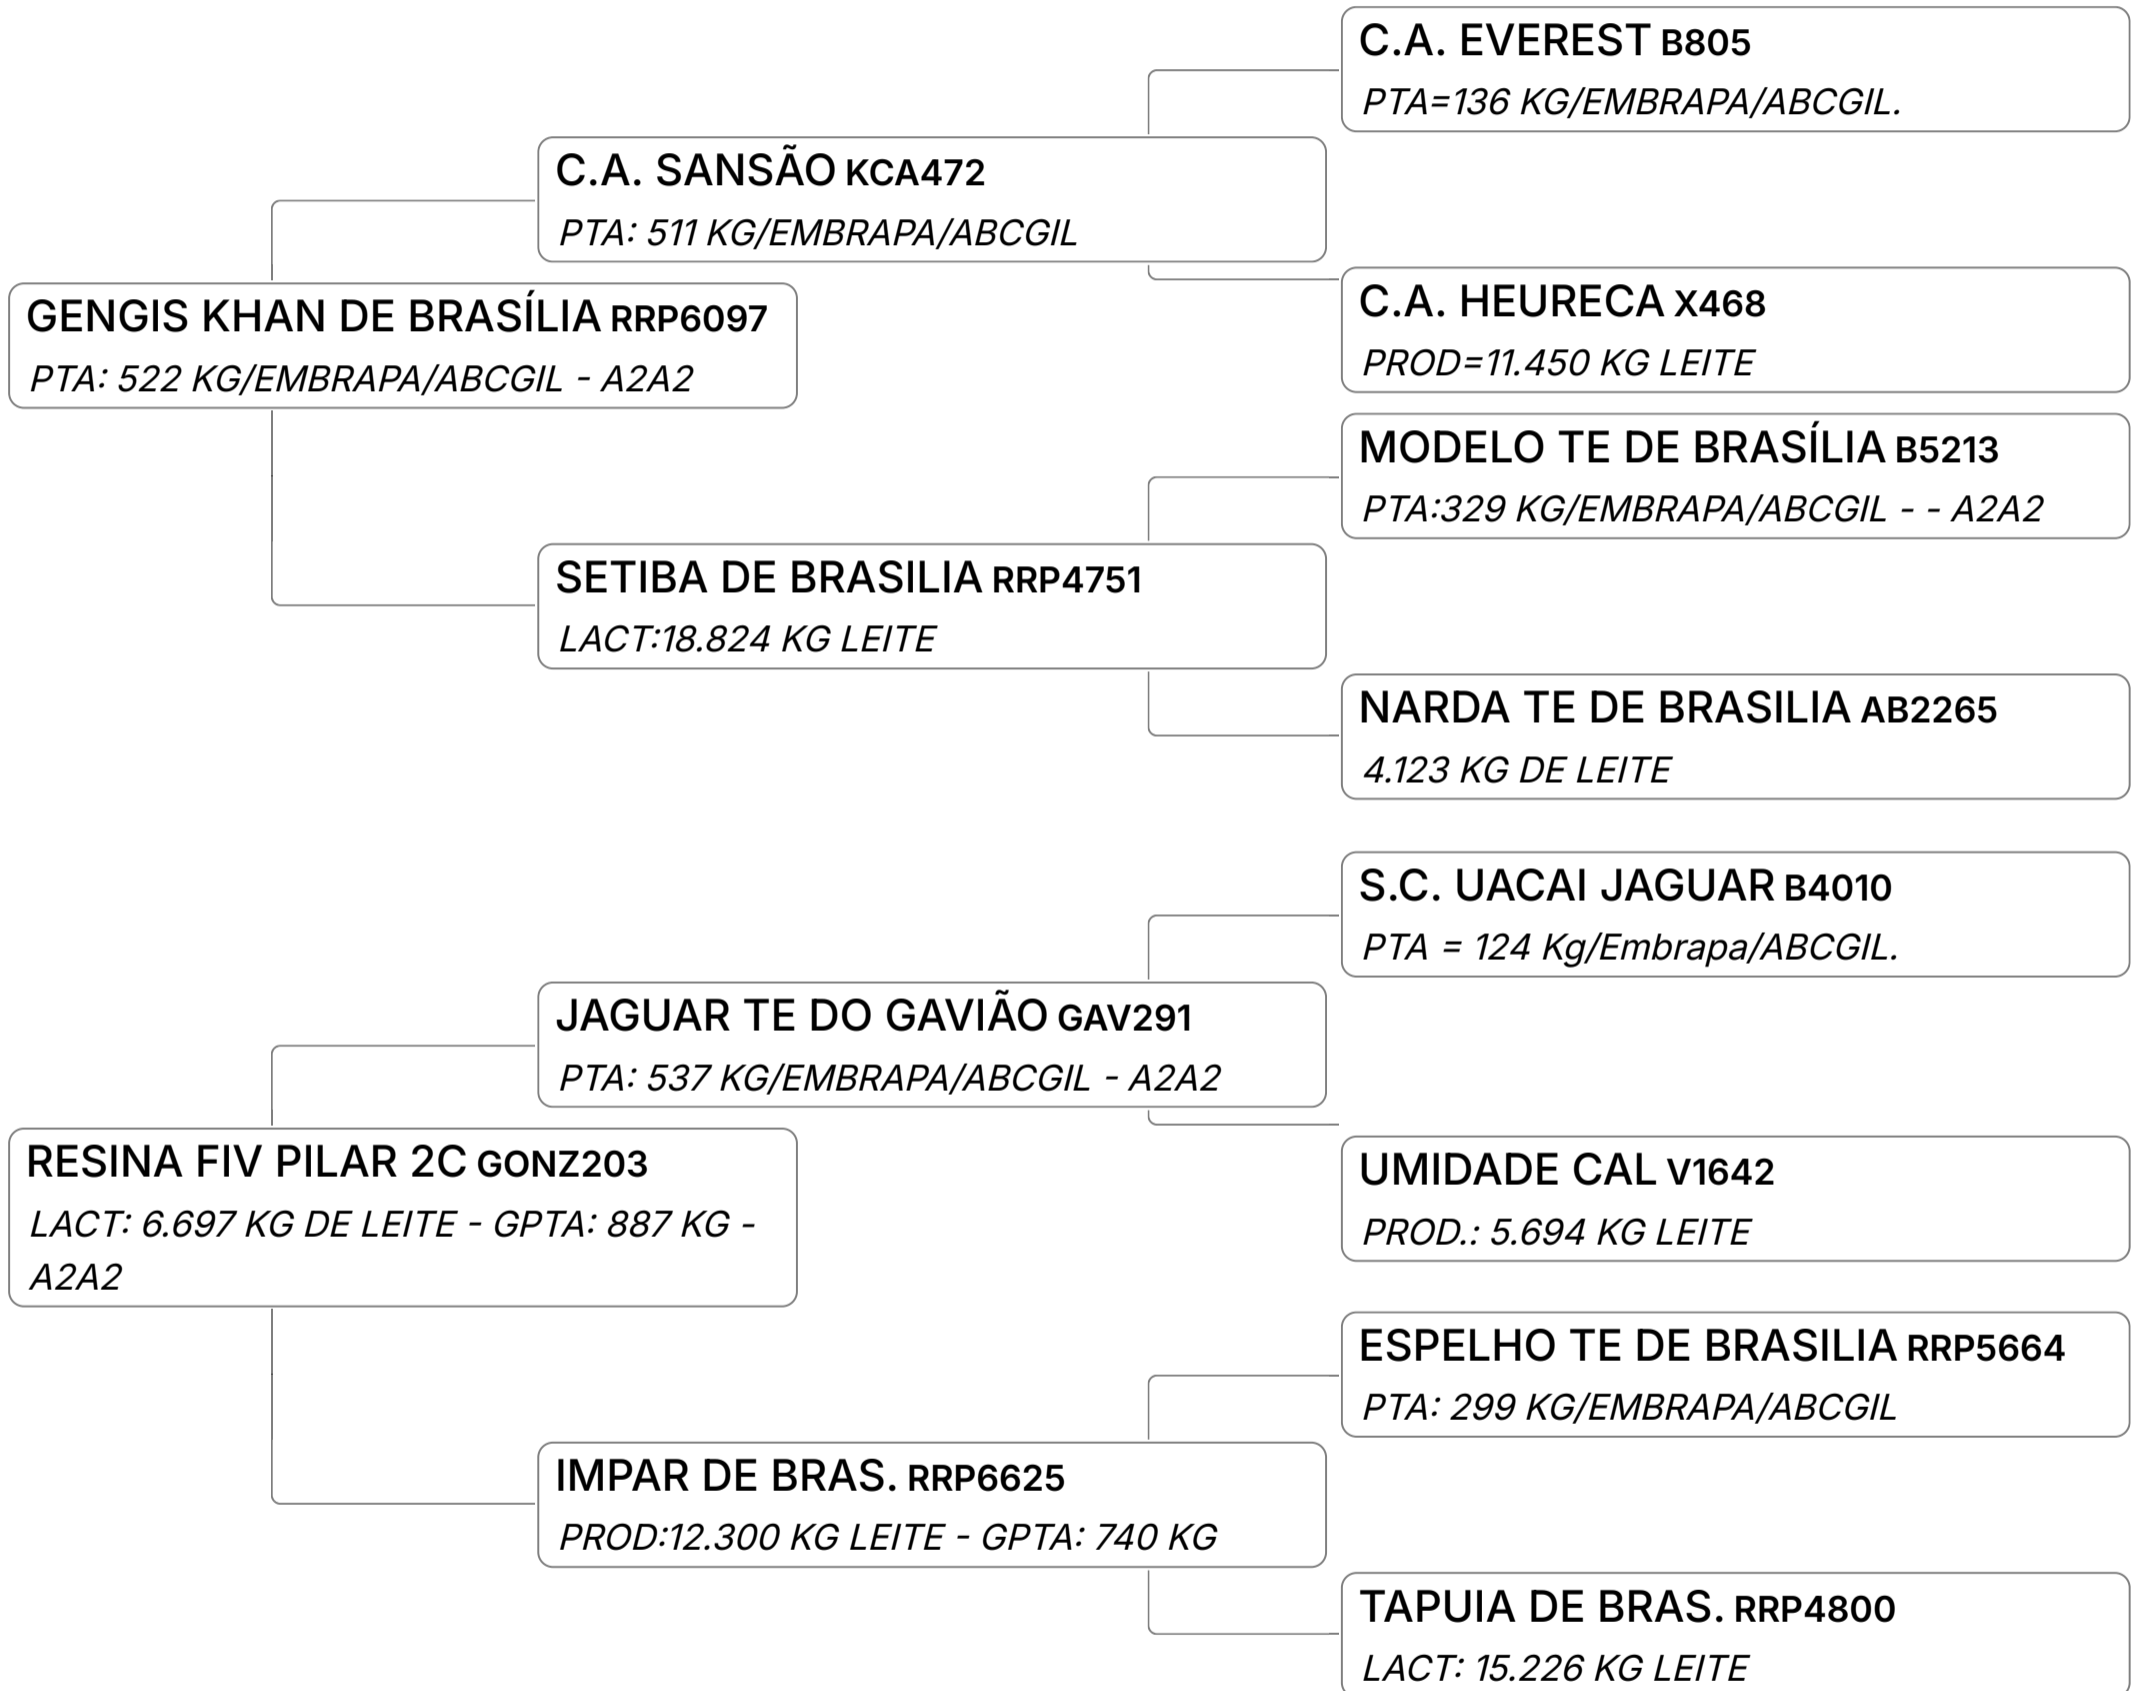 C.A. EVEREST B805
PTA=136 KG/EMBRAPA/ABCGIL.
C.A. SANSÃO KCA472
PTA: 511 KG/EMBRAPA/ABCGIL
C.A. HEURECA X468
PROD=11.450 KG LEITE
GENGIS KHAN DE BRASÍLIA RRP6097
PTA: 522 KG/EMBRAPA/ABCGIL - A2A2
MODELO TE DE BRASÍLIA B5213
PTA:329 KG/EMBRAPA/ABCGIL - - A2A2
SETIBA DE BRASILIA RRP4751
LACT:18.824 KG LEITE
NARDA TE DE BRASILIA AB2265
4.123 KG DE LEITE
S.C. UACAI JAGUAR B4010
PTA = 124 Kg/Embrapa/ABCGIL.
JAGUAR TE DO GAVIÃO GAV291
PTA: 537 KG/EMBRAPA/ABCGIL - A2A2
UMIDADE CAL V1642
PROD.: 5.694 KG LEITE
RESINA FIV PILAR 2C GONZ203
LACT: 6.697 KG DE LEITE - GPTA: 887 KG -
A2A2
ESPELHO TE DE BRASILIA RRP5664
PTA: 299 KG/EMBRAPA/ABCGIL
IMPAR DE BRAS. RRP6625
PROD:12.300 KG LEITE - GPTA: 740 KG
TAPUIA DE BRAS. RRP4800
LACT: 15.226 KG LEITE